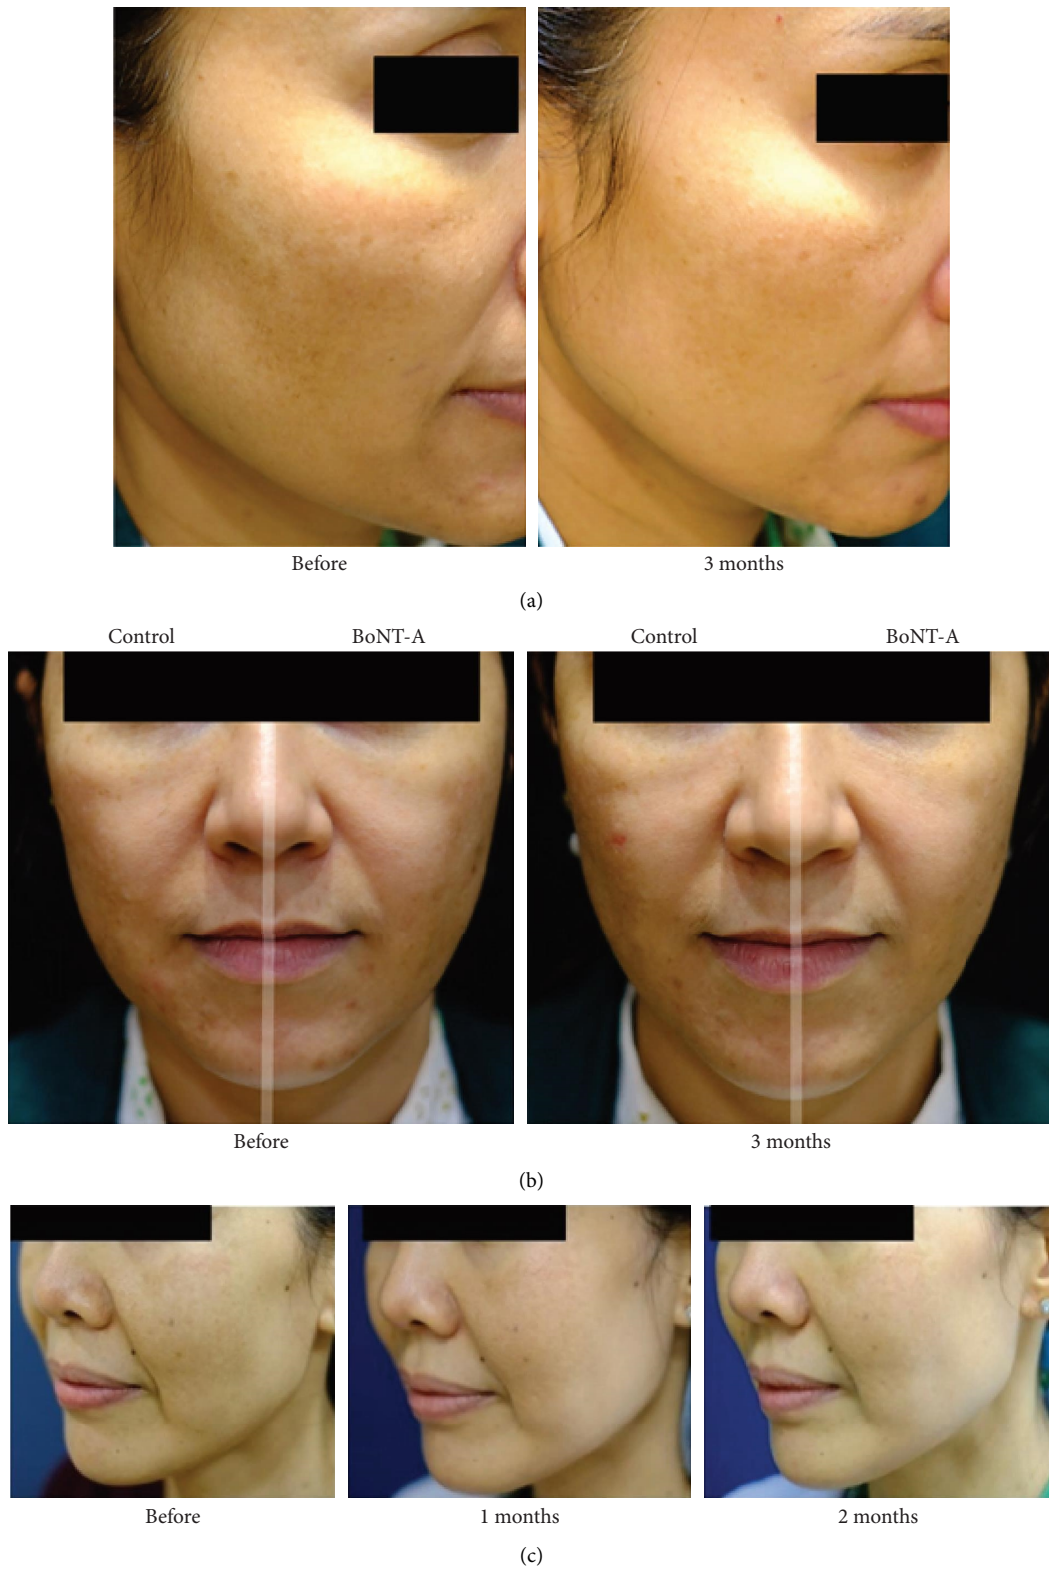 Before
3 months
(a)
Control
BoNT-A
Control
BoNT-A
Before
3 months
(b)
Before
1 months
2 months
(c)